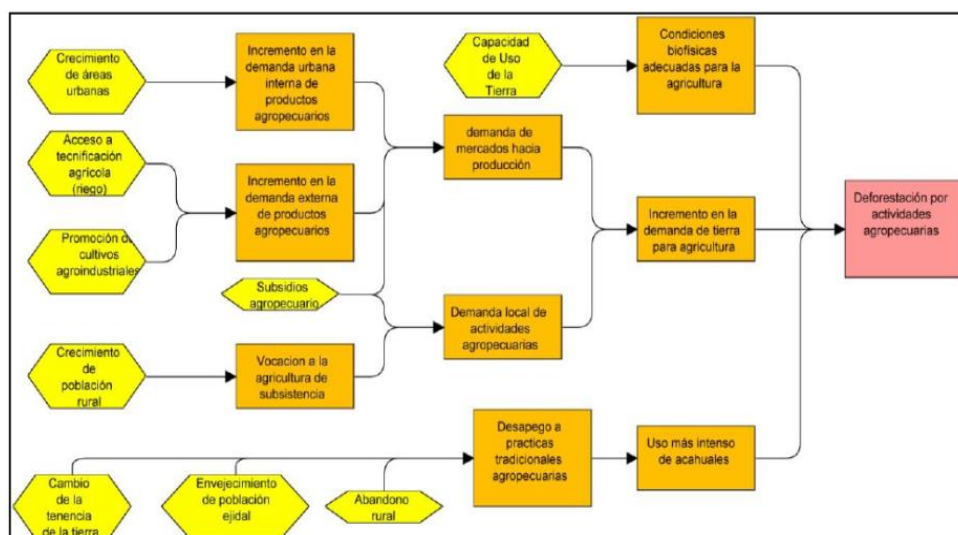 Crecimiento
de áreas
urbanas
Incremento en la
demanda urbana
interna de
productos
agropecuarios
Capacidad
de Uso
de la
Tierra
Condiciones
biofísicas
adecuadas para la
agricultura
Acceso a
tecnificación
agrícola
(riego)
demanda de
mercados hacia
producción
Promoción de
cultivos
agroindustriales
Incremento en la
demanda externa
de productos
agropecuarios
Incremento en la
demanda de tierra
para agricultura
Deforestación por
actividades
agropecuarias
Subsidios
agropecuario
Demanda local de
actividades
agropecuarias
Crecimiento
de
población
rural
Vocacion a la
agricultura de
subsistencia
Desapego a
practicas
tradicionales
agropecuarias
Uso más intenso
de acahuales
Cambio
de la
tenencia
de la tierra
Envejecimiento
de población
ejidal
Abandono
rural